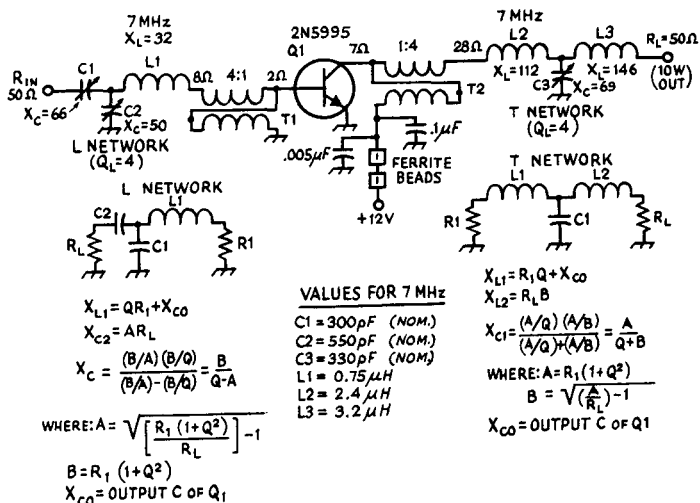 7 MHz
X_L=32
L1
C1
R_IN
50Ω
X_C=66
C2
X_C=50
L NETWORK
(Q_L=4)
8Ω
4:1
2Ω
T1
2N5995
Q1
7Ω
1:4
28Ω
T2
.1µF
.005µF
FERRITE
BEADS
+12V
7 MHz
L2
L3
X_L=112
X_L=146
C3
X_C=69
R_L=50Ω
(10W)
(OUT)
T NETWORK
(Q_L=4)
L NETWORK
C2
L1
R_L
C1
R1
X_L1=QR_1+X_CO
X_C2=AR_L
X_C = (B/A)(B/Q) / (B/A)-(B/Q) = B / Q-A
WHERE: A= √[R_1 (1+Q²) / R_L] -1
B=R_1 (1+Q²)
X_CO=OUTPUT C OF Q_1
VALUES FOR 7 MHz
C1=300pF (NOM.)
C2=550pF (NOM.)
C3=330pF (NOM.)
L1=0.75µH
L2=2.4µH
L3=3.2µH
T NETWORK
L1
L2
R1
C1
R_L
X_L1=R_1Q+X_CO
X_L2=R_LB
X_C1= (A/Q)(A/B) / (A/Q)+(A/B) = A / Q+B
WHERE: A=R_1(1+Q²)
B = √(A/R_L)-1
X_CO=OUTPUT C OF Q1